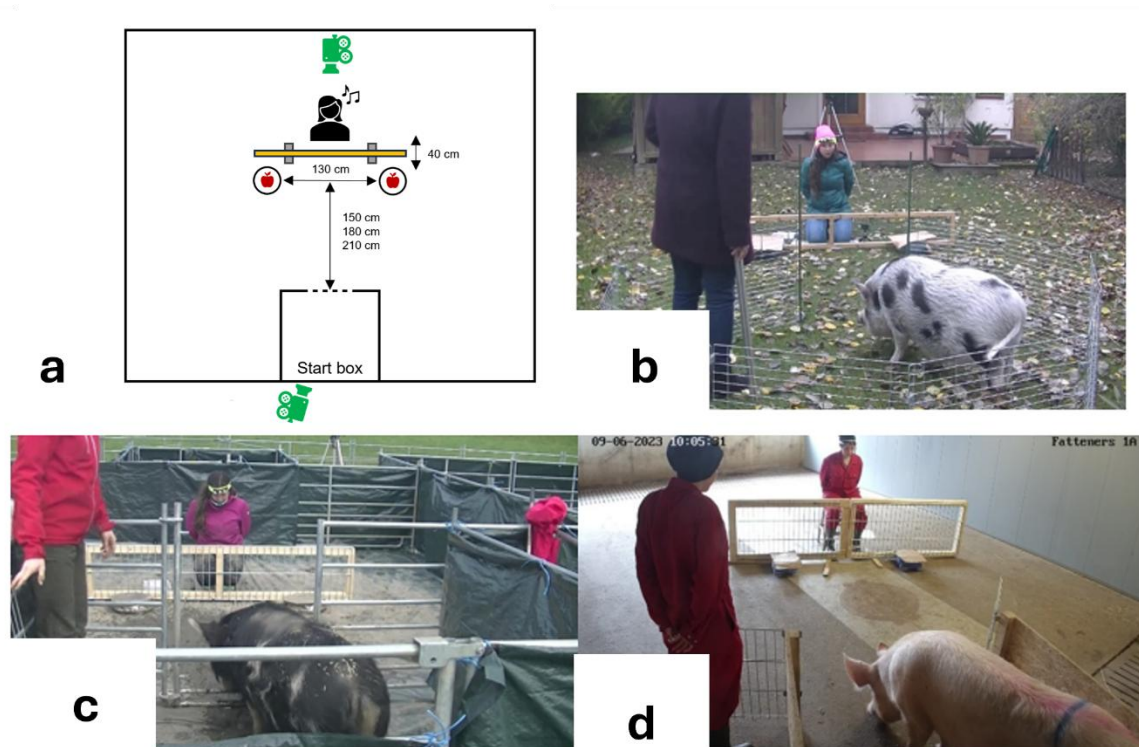 40 cm
130 cm
150 cm
180 cm
210 cm
Start box
a
b
09-06-2023 10:05:31 Fatteners 1A
c
d